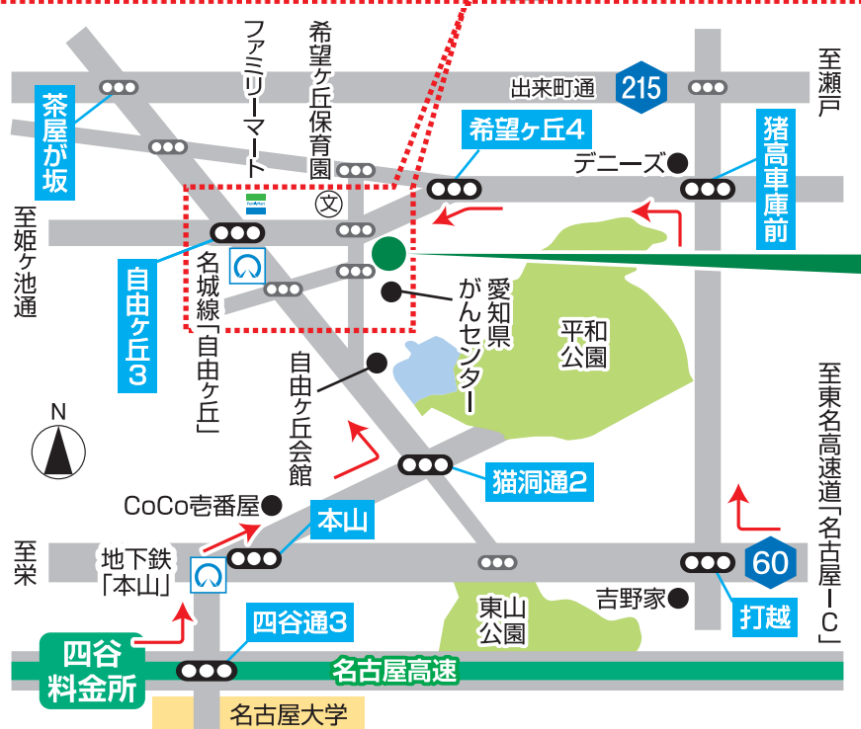 ファミリーマート
希望ヶ丘保育園
出来町通
215
至瀬戸
茶屋が坂
希望ヶ丘4
デニーズ
猪高車庫前
文
至姫ヶ池通
自由ヶ丘3
名城線「自由ヶ丘」
愛知県
がんセンター
平和
公園
自由ヶ丘会館
至東名高速道「名古屋IC」
N
猫洞通2
CoCo壱番屋
本山
至栄
地下鉄
「本山」
60
東山
公園
吉野家
打越
四谷通3
四谷
料金所
名古屋高速
名古屋大学